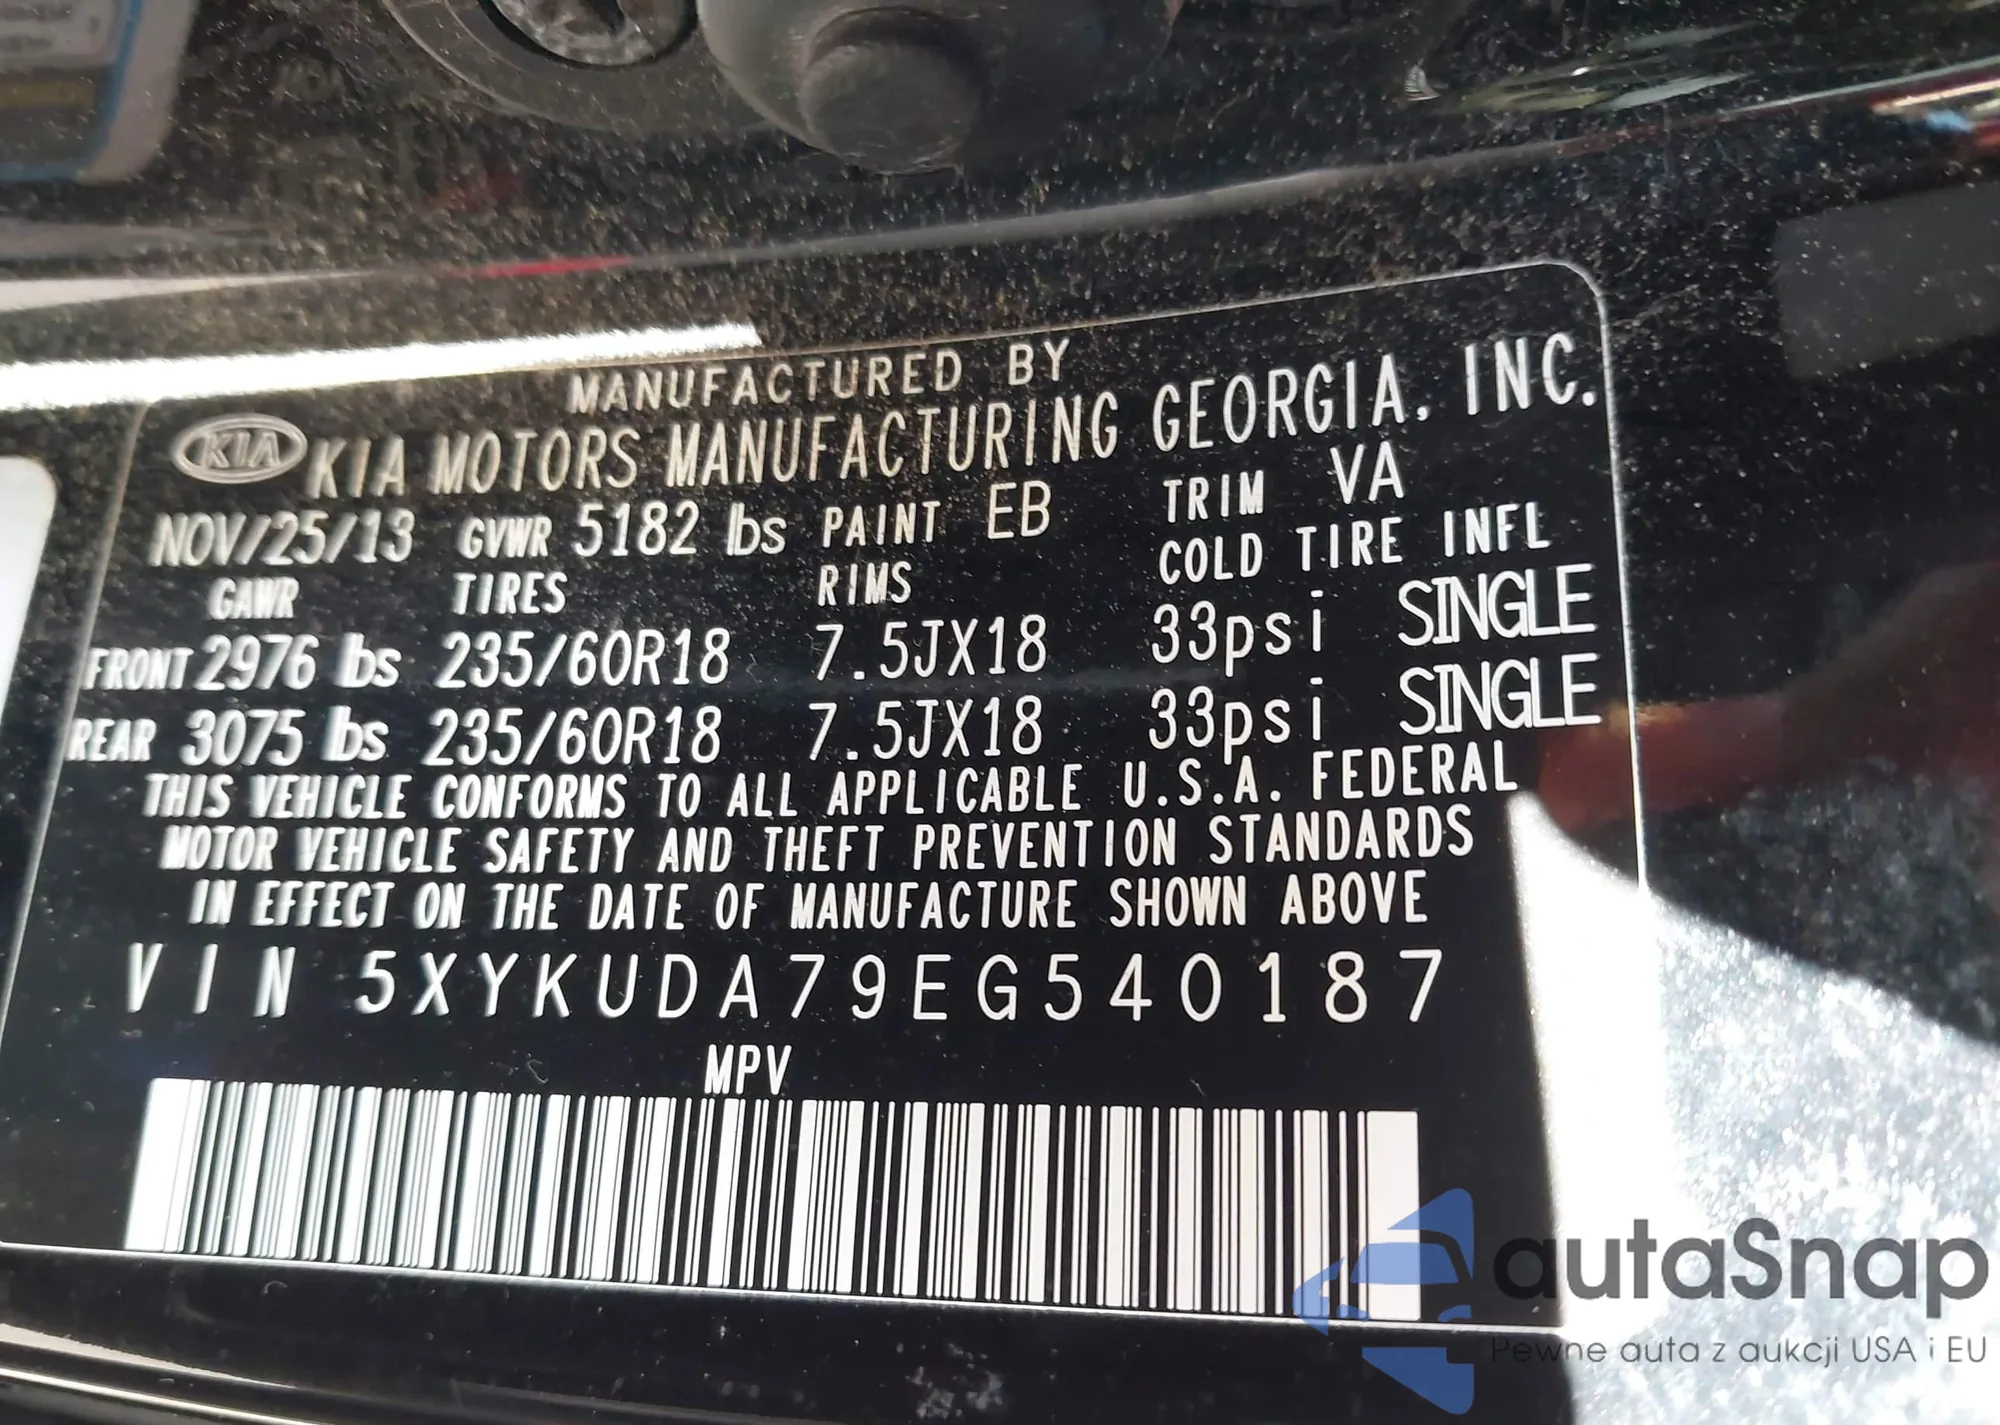 MANUFACTURED BY
KIA KIA MOTORS MANUFACTURING GEORGIA, INC.
NOV/25/13 GVWR 5182 lbs PAINT EB TRIM VA
GAWR TIRES RIMS COLD TIRE INFL
FRONT 2976 lbs 235/60R18 7.5JX18 33psi SINGLE
REAR 3075 lbs 235/60R18 7.5JX18 33psi SINGLE
THIS VEHICLE CONFORMS TO ALL APPLICABLE U.S.A. FEDERAL
MOTOR VEHICLE SAFETY AND THEFT PREVENTION STANDARDS
IN EFFECT ON THE DATE OF MANUFACTURE SHOWN ABOVE
VIN 5XYKUDA79EG540187
MPV
autaSnap
Pewne auta z aukcji USA i EU